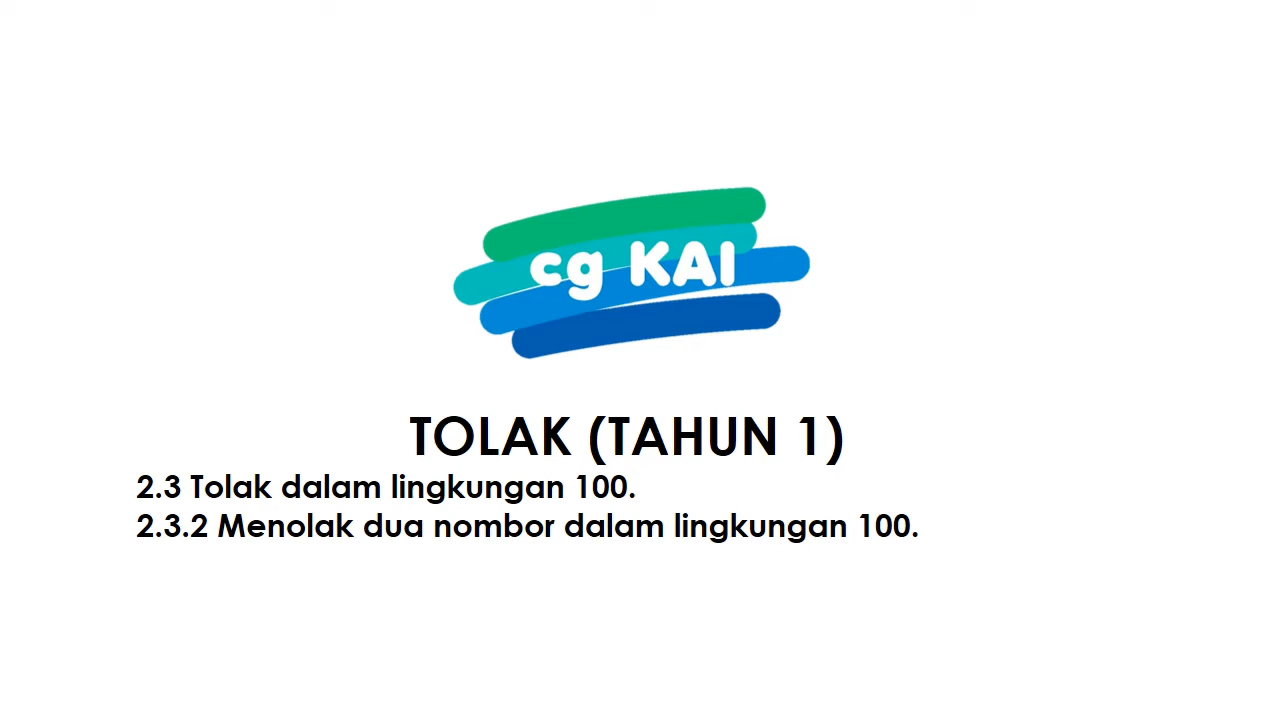 cg KAI
TOLAK (TAHUN 1)
2.3 Tolak dalam lingkungan 100.
2.3.2 Menolak dua nombor dalam lingkungan 100.